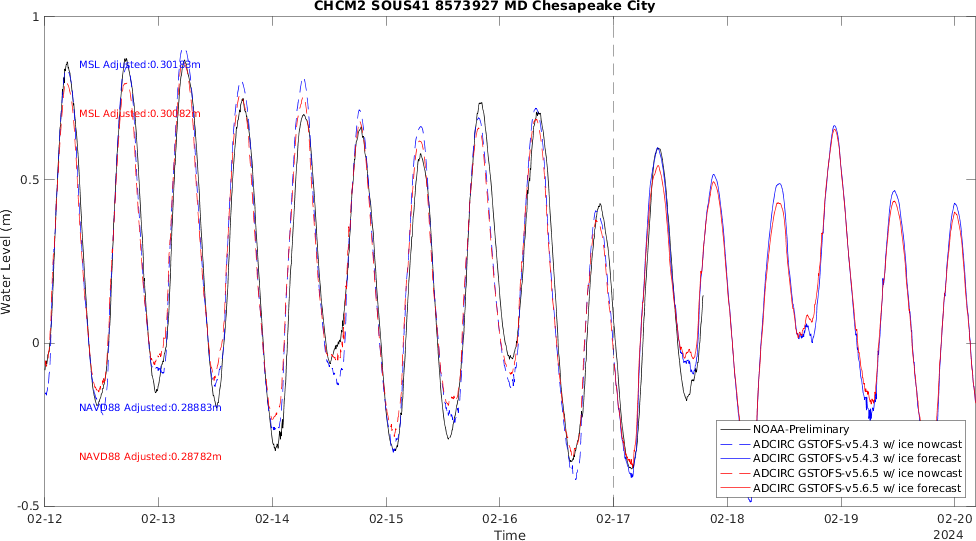 CHCM2 SOUS41 8573927 MD Chesapeake City
1
0.5
0
-0.5
Water Level (m)
MSL Adjusted:0.30183m
MSL Adjusted:0.30082m
NAVD88 Adjusted:0.28883m
NAVD88 Adjusted:0.28782m
NOAA-Preliminary
ADCIRC GSTOFS-v5.4.3 w/ ice nowcast
ADCIRC GSTOFS-v5.4.3 w/ ice forecast
ADCIRC GSTOFS-v5.6.5 w/ ice nowcast
ADCIRC GSTOFS-v5.6.5 w/ ice forecast
02-12 02-13 02-14 02-15 02-16 02-17 02-18 02-19 02-20
Time
2024